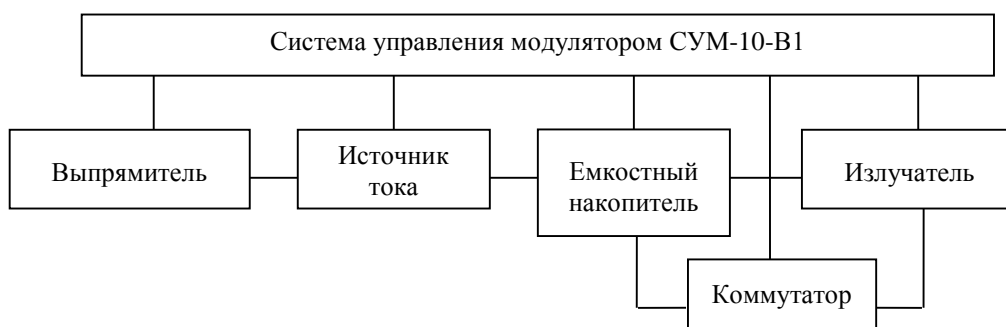 Система управления модулятором СУМ-10-В1
Выпрямитель
Источник
тока
Емкостный
накопитель
Излучатель
Коммутатор